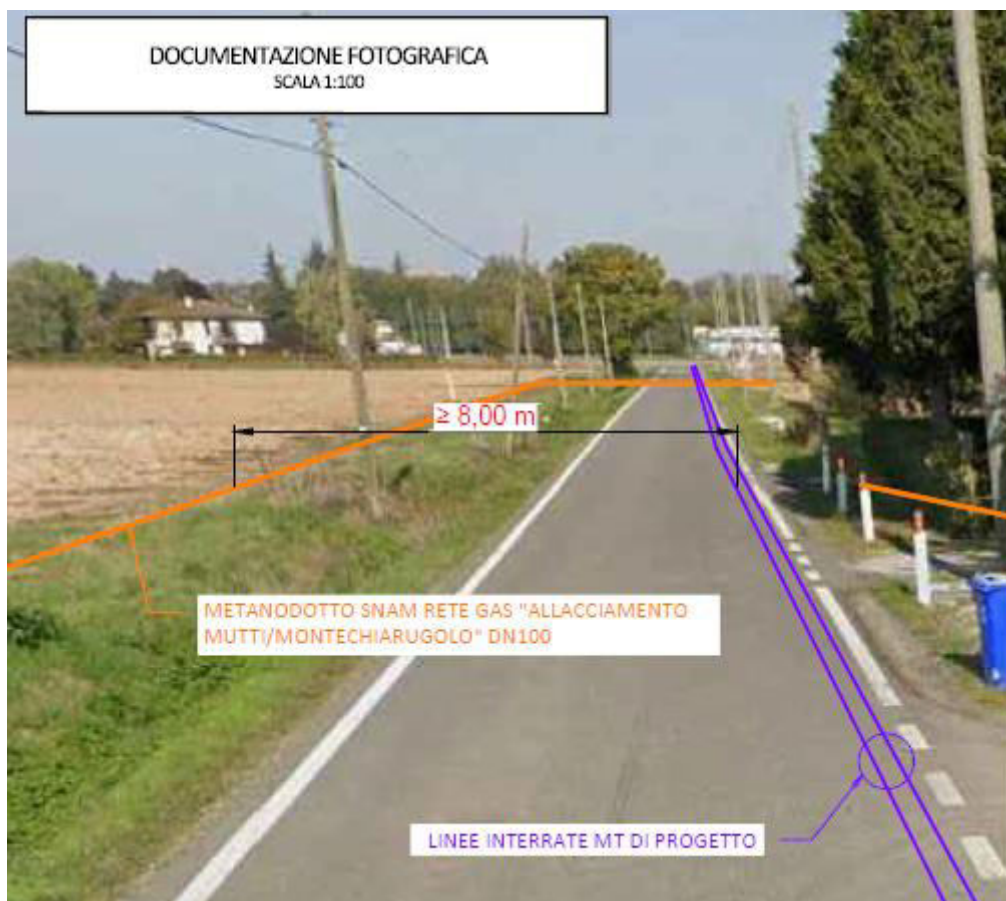 DOCUMENTAZIONE FOTOGRAFICA
SCALA 1:100
≥ 8,00 m
METANODOTTO SNAM RETE GAS "ALLACCIAMENTO
MUTTI/MONTECHIARUGOLO" DN100
LINEE INTERRATE MT DI PROGETTO